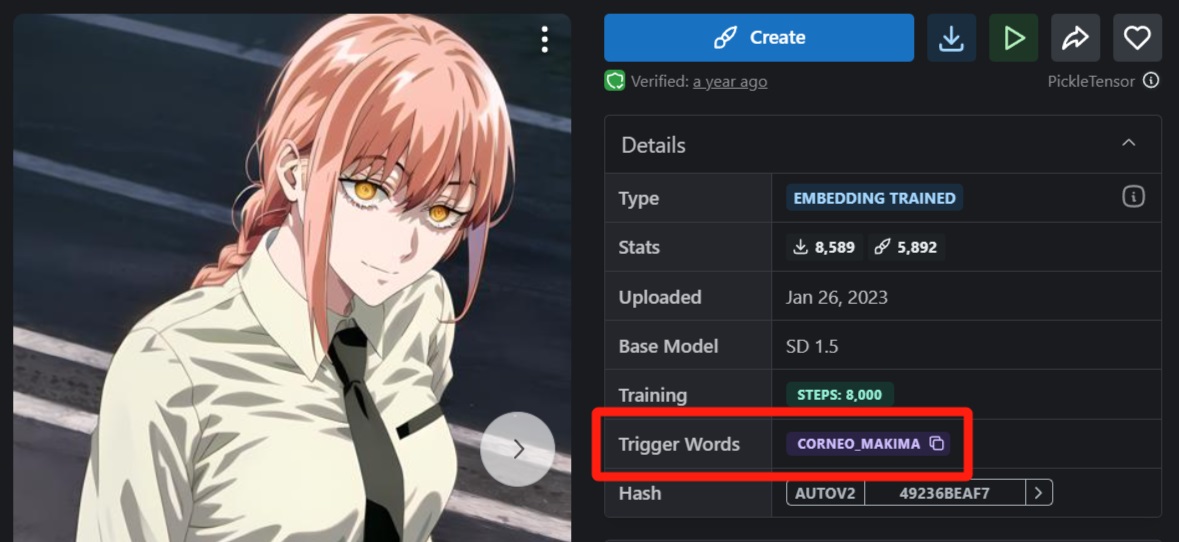 Create
Verified: a year ago
PickleTensor
Details
Type EMBEDDING TRAINED
Stats 8,589 5,892
Uploaded Jan 26, 2023
Base Model SD 1.5
Training STEPS: 8,000
Trigger Words CORNEO_MAKIMA
Hash AUTOV2 49236BEAF7